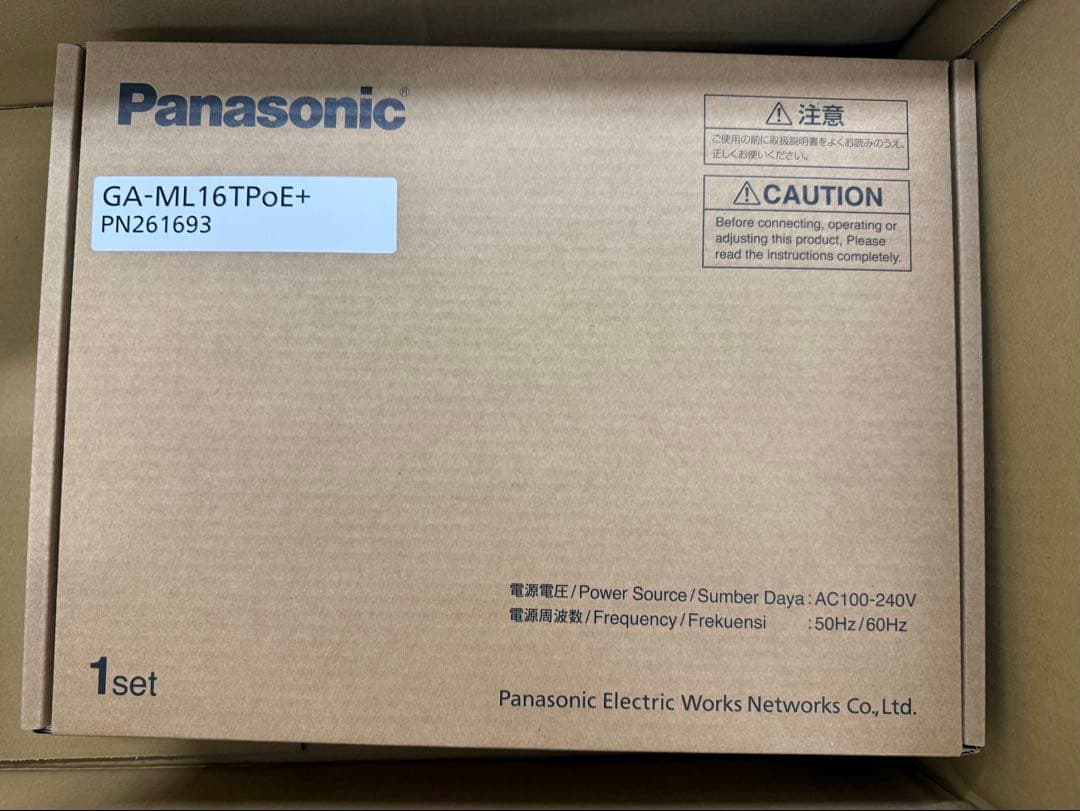 Panasonic®
GA-ML16TPoE+
PN261693
⚠注意
ご使用の前に取扱説明書をよくお読みのうえ、
正しくお使いください。
⚠CAUTION
Before connecting, operating or
adjusting this product, Please
read the instructions completely.
電源電圧/Power Source/Sumber Daya:AC100-240V
電源周波数/Frequency/Frekuensi :50Hz/60Hz
1set
Panasonic Electric Works Networks Co.,Ltd.